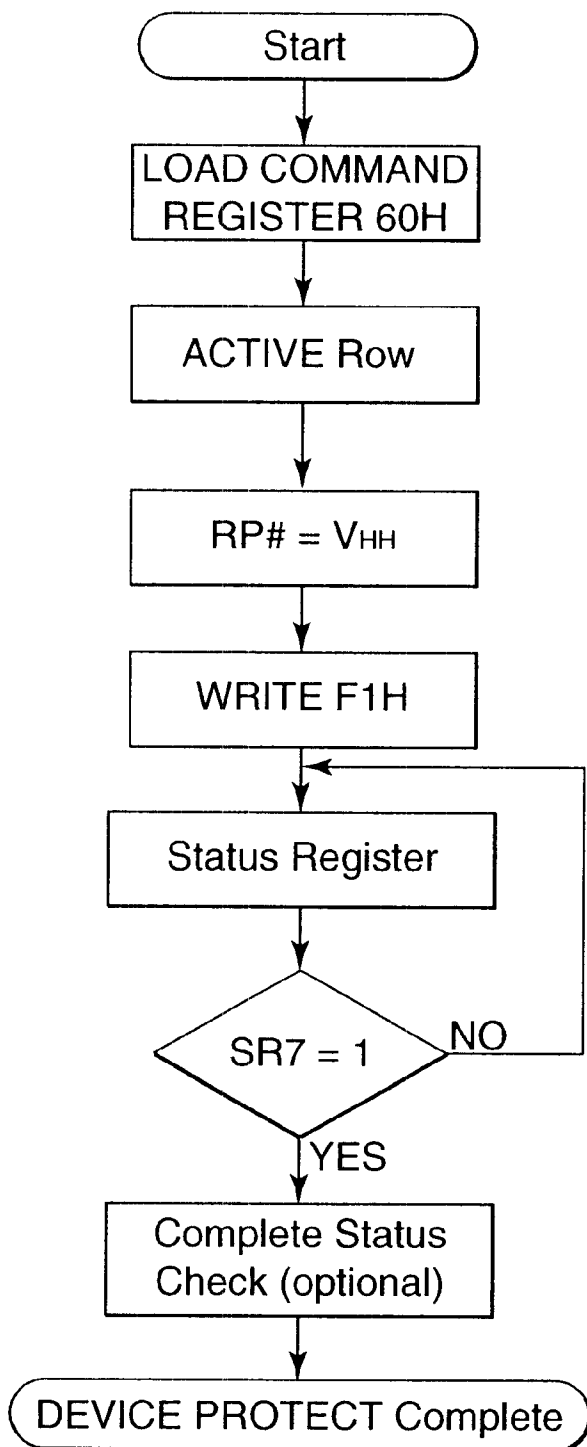 Start
LOAD COMMAND
REGISTER 60H
ACTIVE Row
RP# = VHH
WRITE F1H
Status Register
SR7 = 1
NO
YES
Complete Status
Check (optional)
DEVICE PROTECT Complete